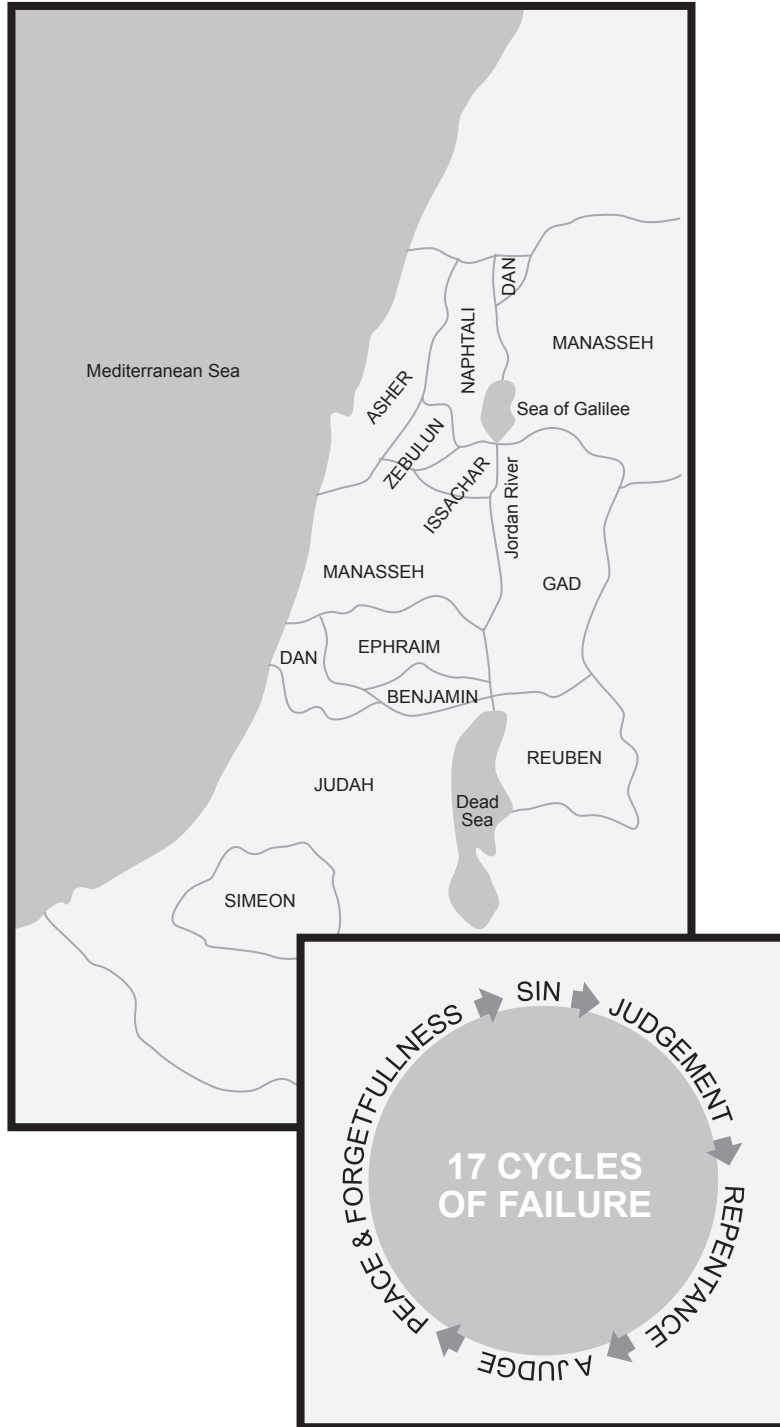 DAN
MANASSEH
NAPHTALI
Mediterranean Sea
ASHER
Sea of Galilee
ZEBULUN
ISSACHAR
Jordan River
MANASSEH
GAD
EPHRAIM
DAN
BENJAMIN
REUBEN
JUDAH
Dead
Sea
SIMEON
SIN
JUDGEMENT
REPENTANCE
A JUDGE
PEACE & FORGETFULLNESS
17 CYCLES
OF FAILURE